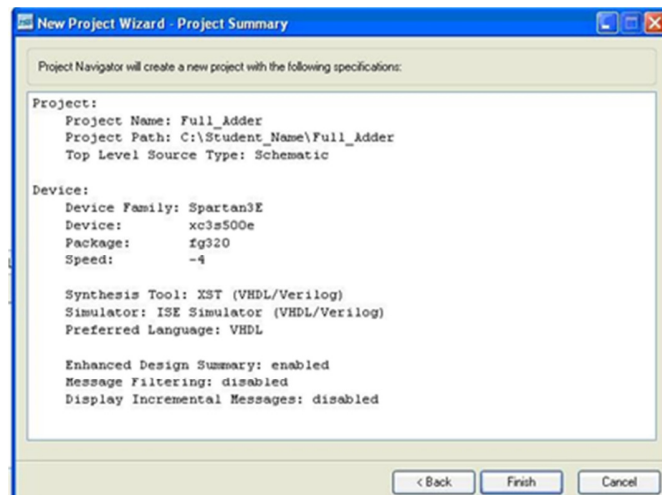 New Project Wizard - Project Summary
Project Navigator will create a new project with the following specifications:
Project:
Project Name: Full_Adder
Project Path: C:\Student_Name\Full_Adder
Top Level Source Type: Schematic
Device:
Device Family: Spartan3E
Device: xc3s500e
Package: fg320
Speed: -4
Synthesis Tool: XST (VHDL/Verilog)
Simulator: ISE Simulator (VHDL/Verilog)
Preferred Language: VHDL
Enhanced Design Summary: enabled
Message Filtering: disabled
Display Incremental Messages: disabled
< Back Finish Cancel